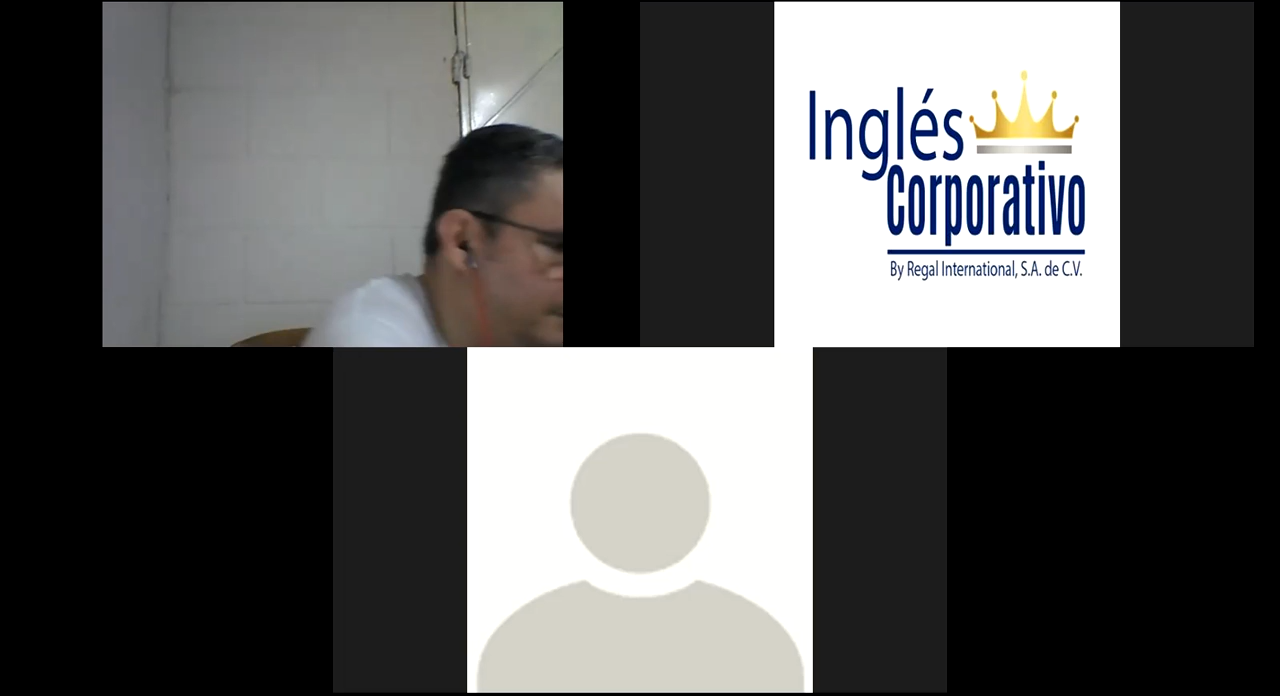 Inglés
Corporativo
By Regal International, S.A. de C.V.